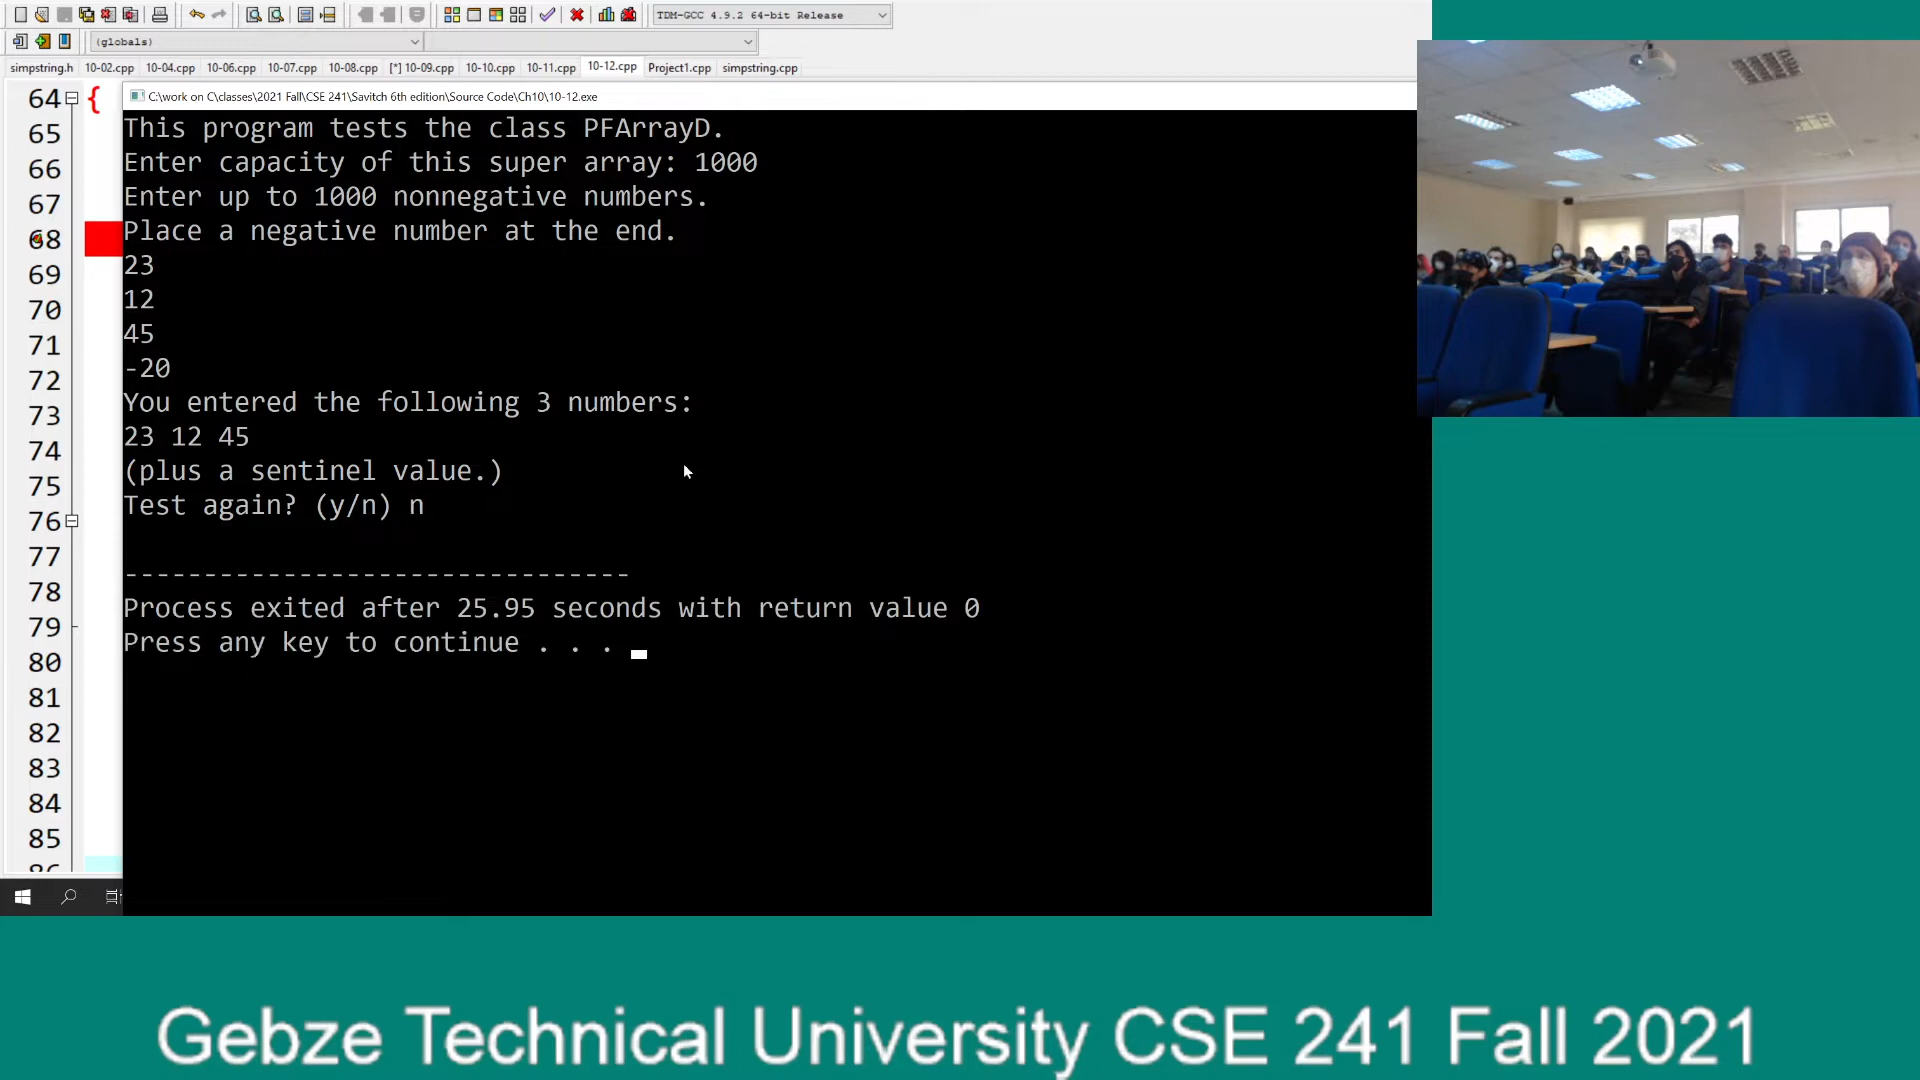 TDM-GCC 4.9.2 64-bit Release
(globals)
simpstring.h 10-02.cpp 10-04.cpp 10-06.cpp 10-07.cpp 10-08.cpp [*] 10-09.cpp 10-10.cpp 10-11.cpp 10-12.cpp Project1.cpp simpstring.cpp
C:\work on C\classes\2021 Fall\CSE 241\Savitch 6th edition\Source Code\Ch10\10-12.exe
64 {
65
66
67
68
69
70
71
72
73
74
75
76
77
78
79
80
81
82
83
84
85
86
This program tests the class PFArrayD.
Enter capacity of this super array: 1000
Enter up to 1000 nonnegative numbers.
Place a negative number at the end.
23
12
45
-20
You entered the following 3 numbers:
23 12 45
(plus a sentinel value.)
Test again? (y/n) n
--------------------------------
Process exited after 25.95 seconds with return value 0
Press any key to continue . . .
Gebze Technical University CSE 241 Fall 2021